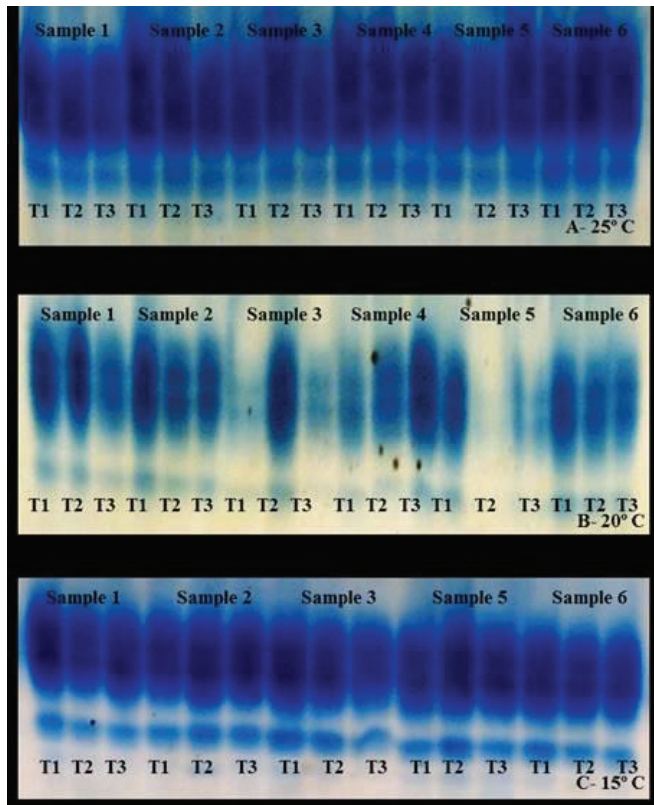 Sample 1 Sample 2 Sample 3 Sample 4 Sample 5 Sample 6
T1 T2 T3 T1 T2 T3 T1 T2 T3 T1 T2 T3 T1 T2 T3 T1 T2 T3
A- 25º C
Sample 1 Sample 2 Sample 3 Sample 4 Sample 5 Sample 6
T1 T2 T3 T1 T2 T3 T1 T2 T3 T1 T2 T3 T1 T2 T3 T1 T2 T3
B- 20º C
Sample 1 Sample 2 Sample 3 Sample 5 Sample 6
T1 T2 T3 T1 T2 T3 T1 T2 T3 T1 T2 T3 T1 T2 T3
C- 15º C